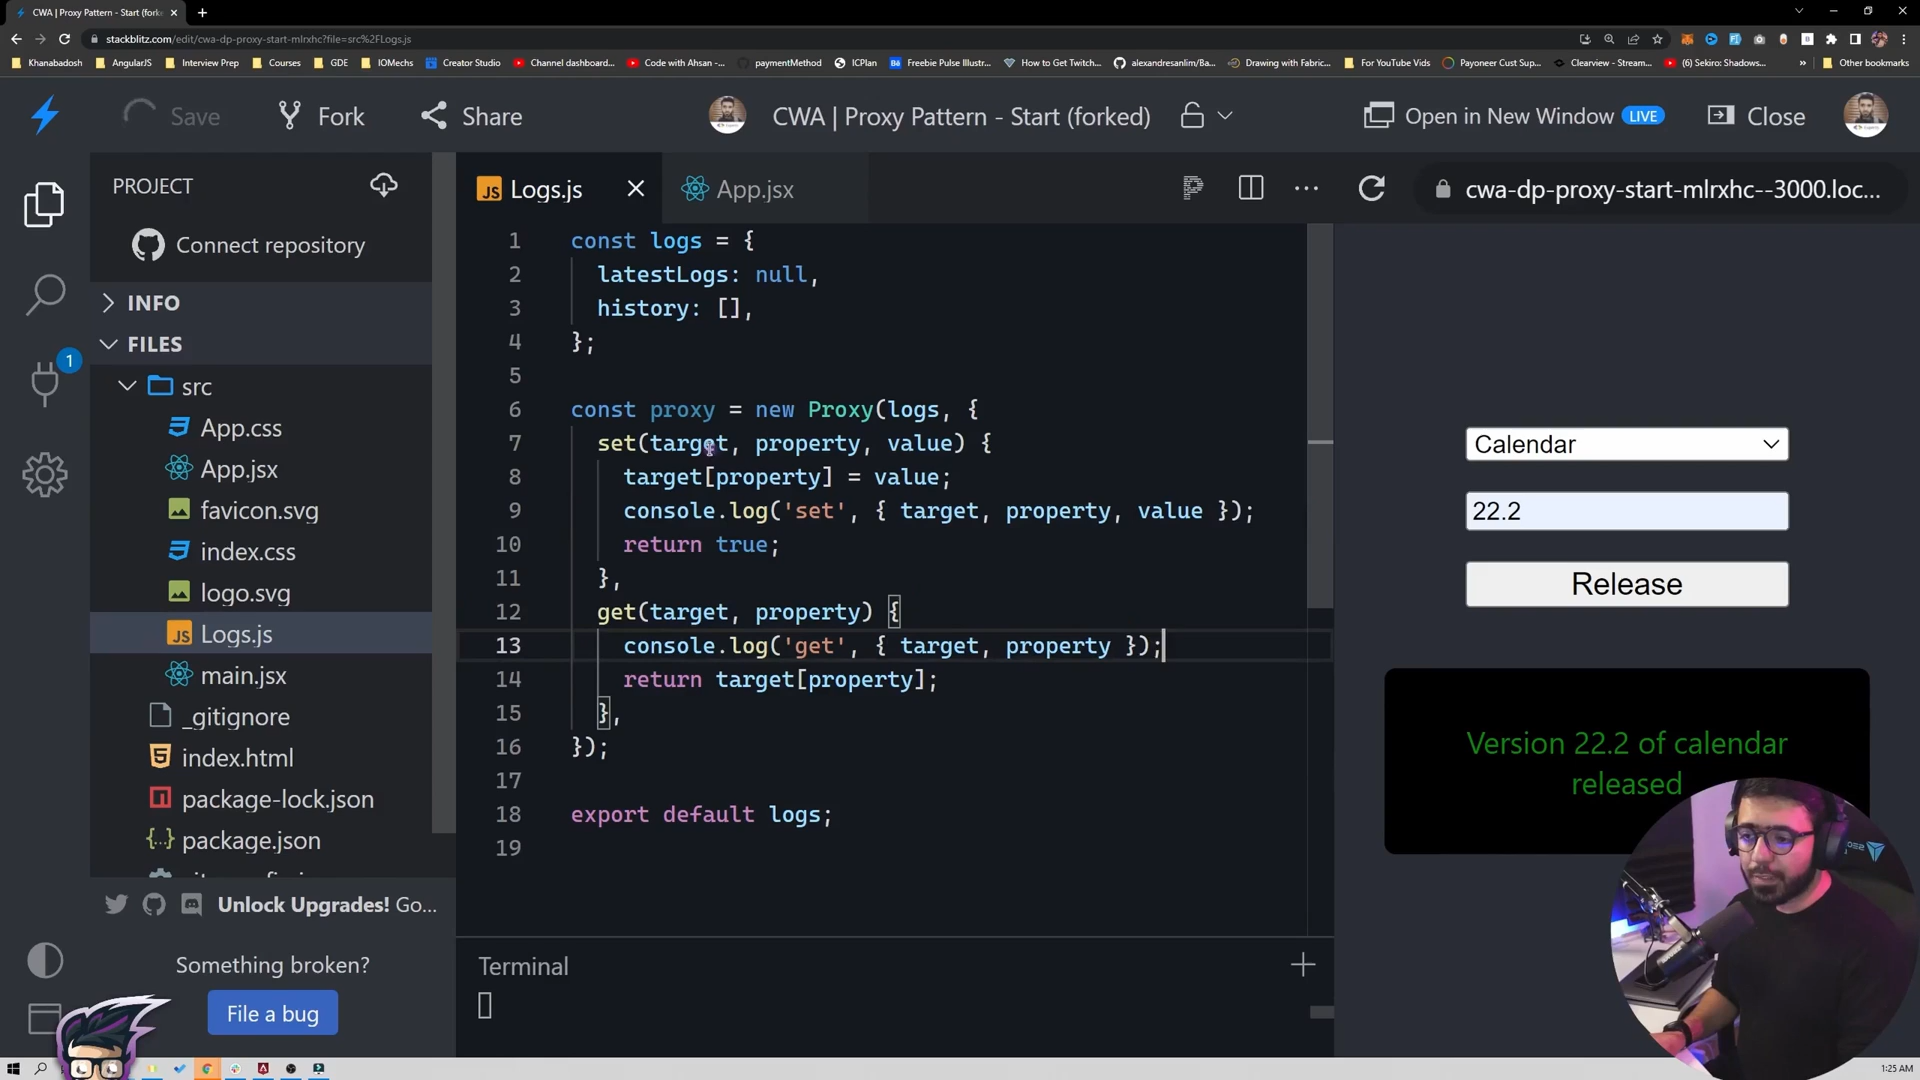 CWA | Proxy Pattern - Start (fork
stackblitz.com/edit/cwa-dp-proxy-start-mlrxhc?file=src%2FLogs.js
Khanabadosh
AngularJS
Interview Prep
Courses
GDE
IOMechs
Creator Studio
Channel dashboard...
Code with Ahsan -...
paymentMethod
ICPlan
Freebie Pulse Illustr...
How to Get Twitch...
alexandresanlim/Ba...
Drawing with Fabric...
For YouTube Vids
Payoneer Cust Sup...
Clearview - Stream...
(6) Sekiro: Shadows...
»
Other bookmarks
Save
Fork
Share
CWA | Proxy Pattern - Start (forked)
Open in New Window LIVE
Close
PROJECT
Connect repository
INFO
FILES
src
App.css
App.jsx
favicon.svg
index.css
logo.svg
JS Logs.js
main.jsx
_gitignore
index.html
package-lock.json
{··} package.json
Unlock Upgrades! Go...
Something broken?
File a bug
1
JS Logs.js
App.jsx
1 const logs = {
2 latestLogs: null,
3 history: [],
4 };
5
6 const proxy = new Proxy(logs, {
7 set(target, property, value) {
8 target[property] = value;
9 console.log('set', { target, property, value });
10 return true;
11 },
12 get(target, property) {
13 console.log('get', { target, property });
14 return target[property];
15 },
16 });
17
18 export default logs;
19
Terminal
cwa-dp-proxy-start-mlrxhc--3000.loc...
Calendar
22.2
Release
Version 22.2 of calendar
released
1:25 AM